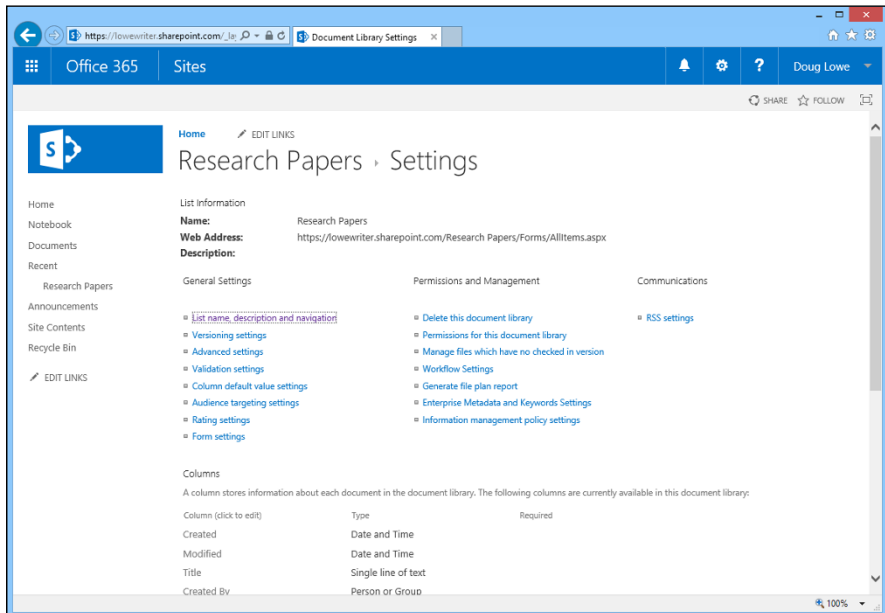 https://lowewriter.sharepoint.com/_la
Document Library Settings
Office 365
Sites
?
Doug Lowe
SHARE
FOLLOW
S
Home
EDIT LINKS
Research Papers
Settings
Home
Notebook
Documents
Recent
Research Papers
Announcements
Site Contents
Recycle Bin
EDIT LINKS
List Information
Name: Research Papers
Web Address: https://lowewriter.sharepoint.com/Research Papers/Forms/AllItems.aspx
Description:
General Settings
List name, description and navigation
Versioning settings
Advanced settings
Validation settings
Column default value settings
Audience targeting settings
Rating settings
Form settings
Permissions and Management
Delete this document library
Permissions for this document library
Manage files which have no checked in version
Workflow Settings
Generate file plan report
Enterprise Metadata and Keywords Settings
Information management policy settings
Communications
RSS settings
Columns
A column stores information about each document in the document library. The following columns are currently available in this document library:
Column (click to edit) Type Required
Created Date and Time
Modified Date and Time
Title Single line of text
Created By Person or Group
100%